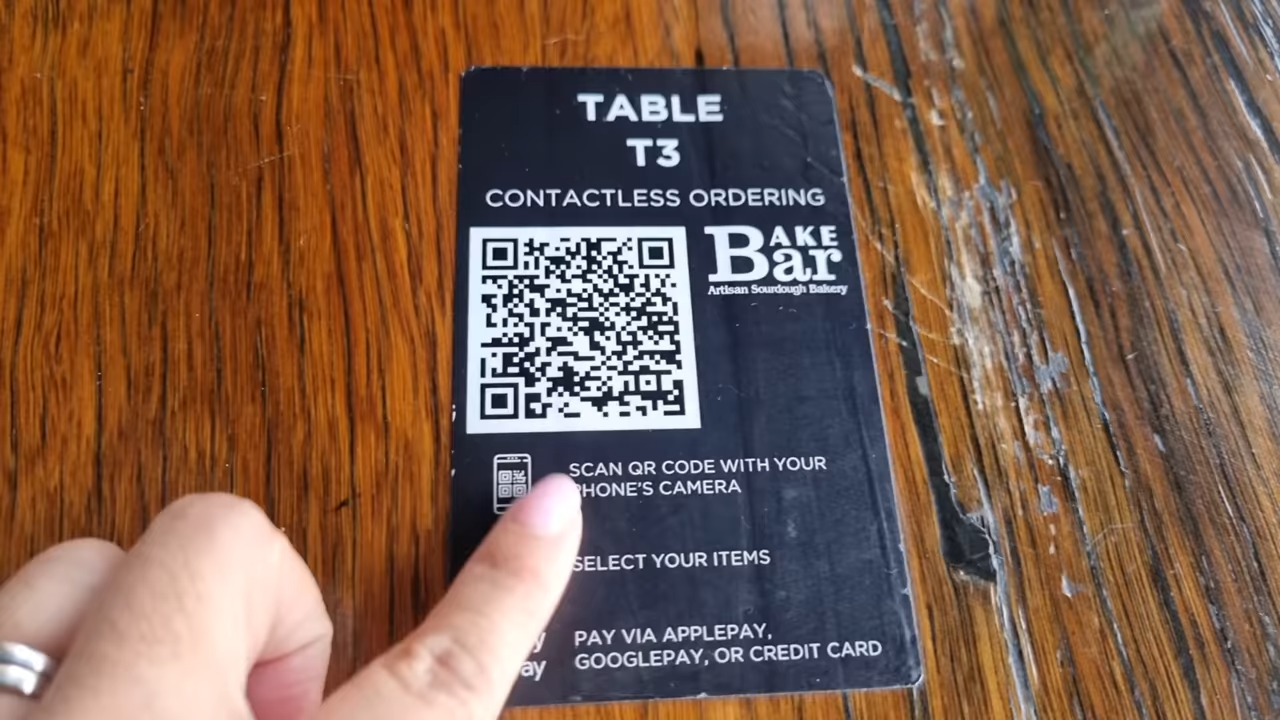 TABLE
T3
CONTACTLESS ORDERING
BAKE
Bar
Artisan Sourdough Bakery
SCAN QR CODE WITH YOUR
PHONE'S CAMERA
SELECT YOUR ITEMS
PAY VIA APPLEPAY,
GOOGLEPAY, OR CREDIT CARD